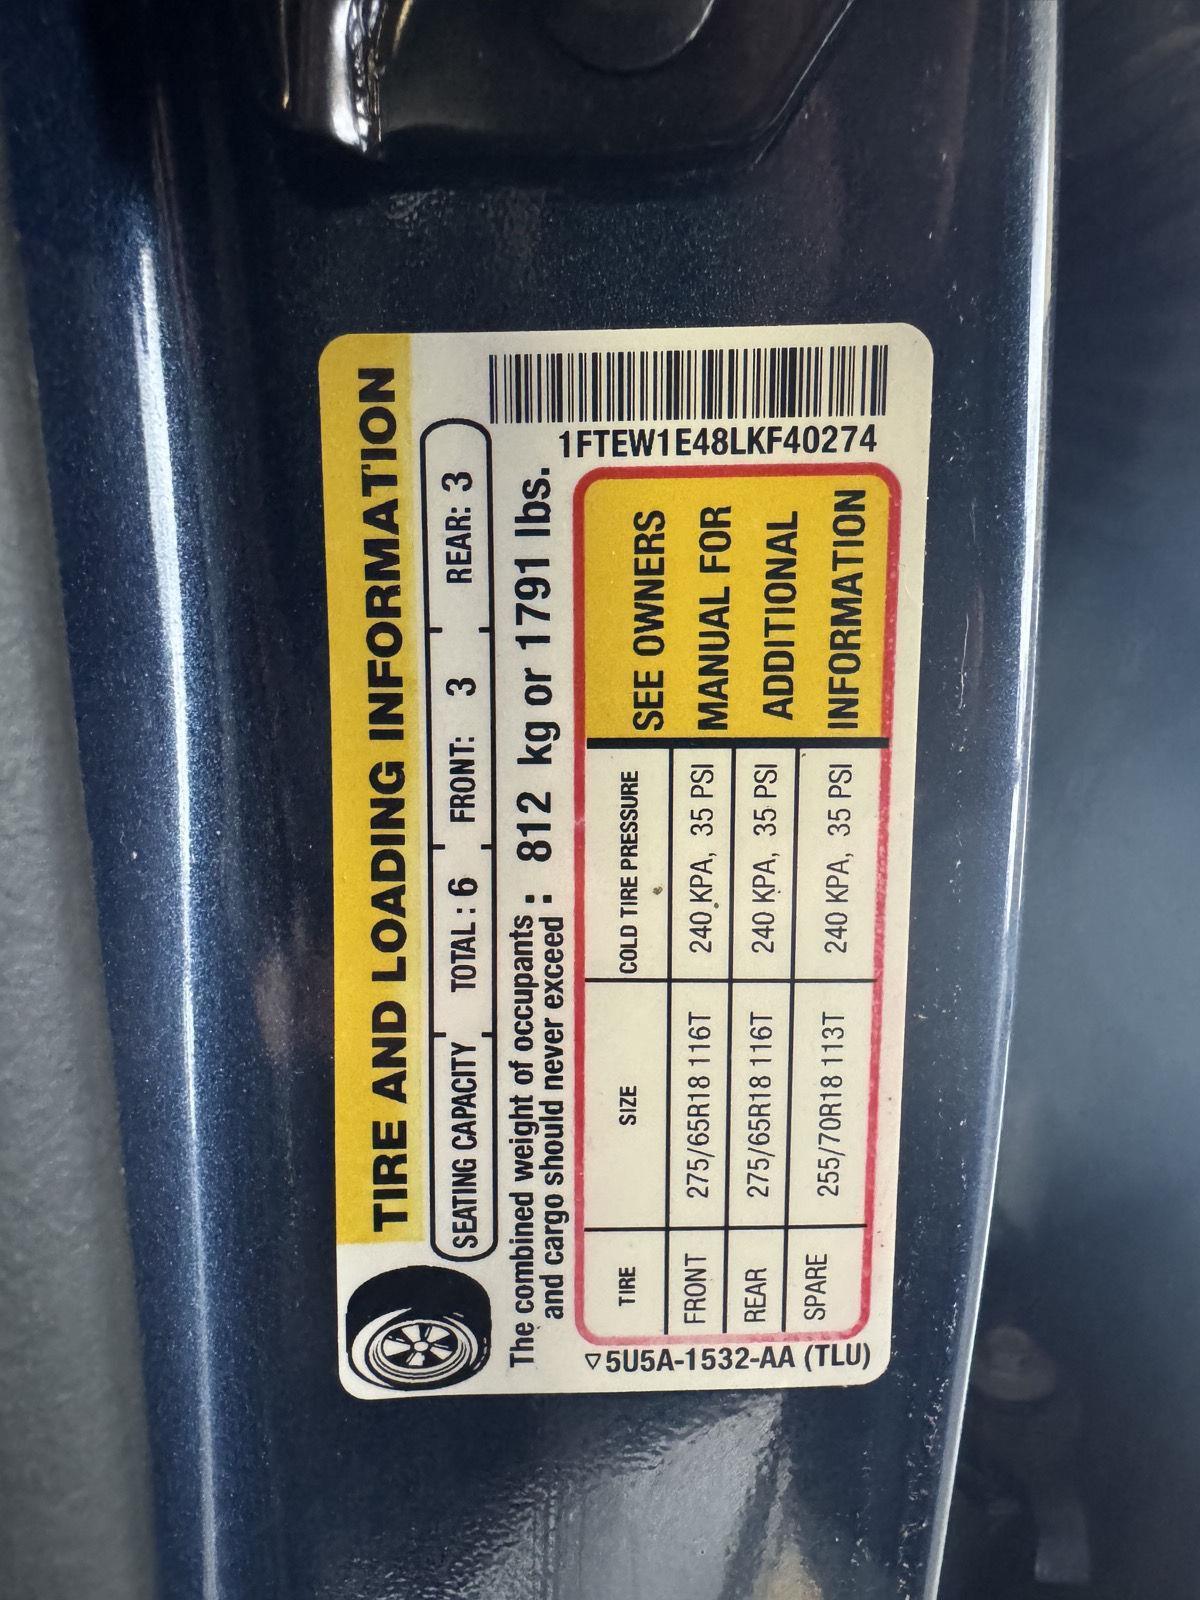 TIRE AND LOADING INFORMATION
SEATING CAPACITY TOTAL : 6 FRONT: 3 REAR: 3
The combined weight of occupants
and cargo should never exceed : 812 kg or 1791 lbs.
1FTEW1E48LKF40274
TIRE SIZE COLD TIRE PRESSURE
FRONT 275/65R18 116T 240 KPA, 35 PSI
REAR 275/65R18 116T 240 KPA, 35 PSI
SPARE 255/70R18 113T 240 KPA, 35 PSI
SEE OWNERS
MANUAL FOR
ADDITIONAL
INFORMATION
▽5U5A-1532-AA (TLU)